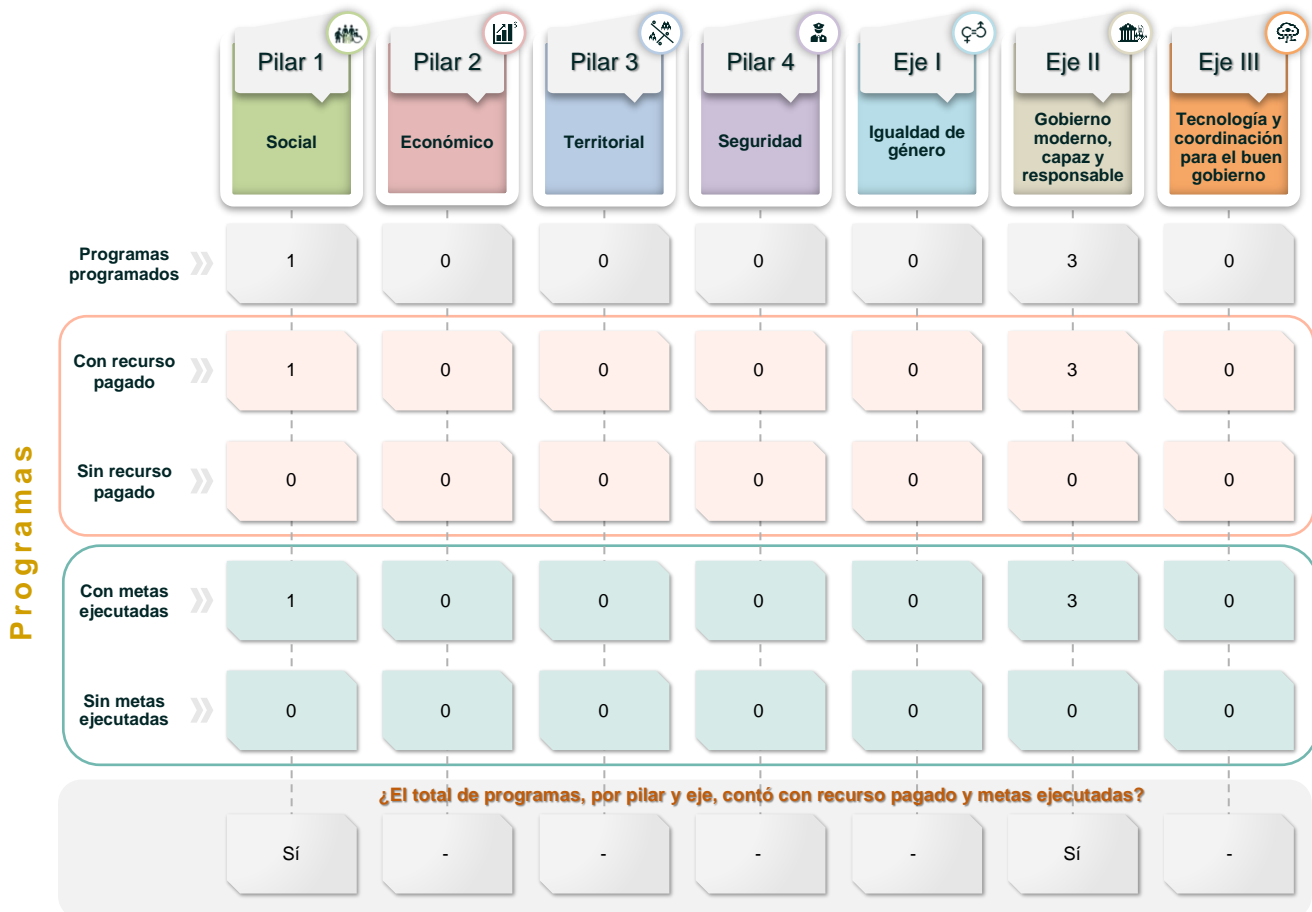 Pilar 1
Pilar 2
Pilar 3
Pilar 4
Eje I
Eje II
Eje III
Social
Económico
Territorial
Seguridad
Igualdad de
género
Gobierno
moderno,
capaz y
responsable
Tecnología y
coordinación
para el buen
gobierno
Programas
Programas
programados
1
0
0
0
0
3
0
Con recurso
pagado
1
0
0
0
0
3
0
Sin recurso
pagado
0
0
0
0
0
0
0
Con metas
ejecutadas
1
0
0
0
0
3
0
Sin metas
ejecutadas
0
0
0
0
0
0
0
¿El total de programas, por pilar y eje, contó con recurso pagado y metas ejecutadas?
Sí
-
-
-
-
Sí
-